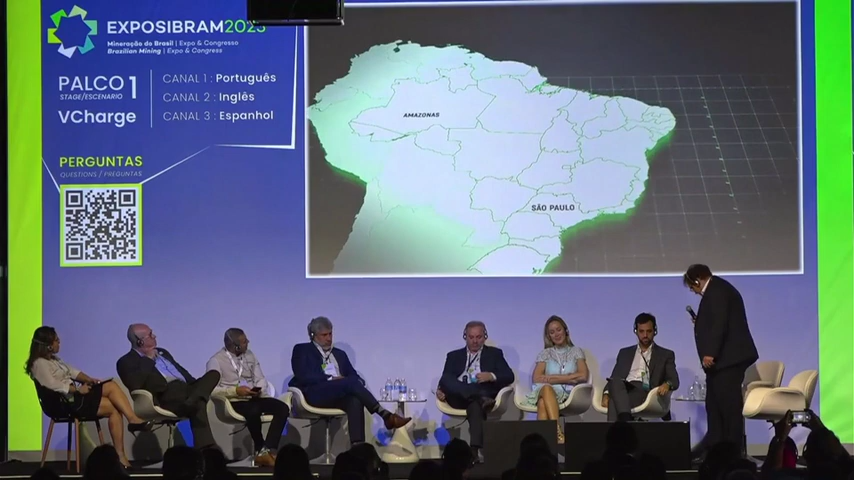 EXPOSIBRAM2023
Mineração do Brasil | Expo & Congresso
Brazilian Mining | Expo & Congress
PALCO 1
STAGE/ESCENARIO
VCharge
CANAL 1 : Português
CANAL 2 : Inglês
CANAL 3 : Espanhol
PERGUNTAS
QUESTIONS / PREGUNTAS
AMAZONAS
SÃO PAULO